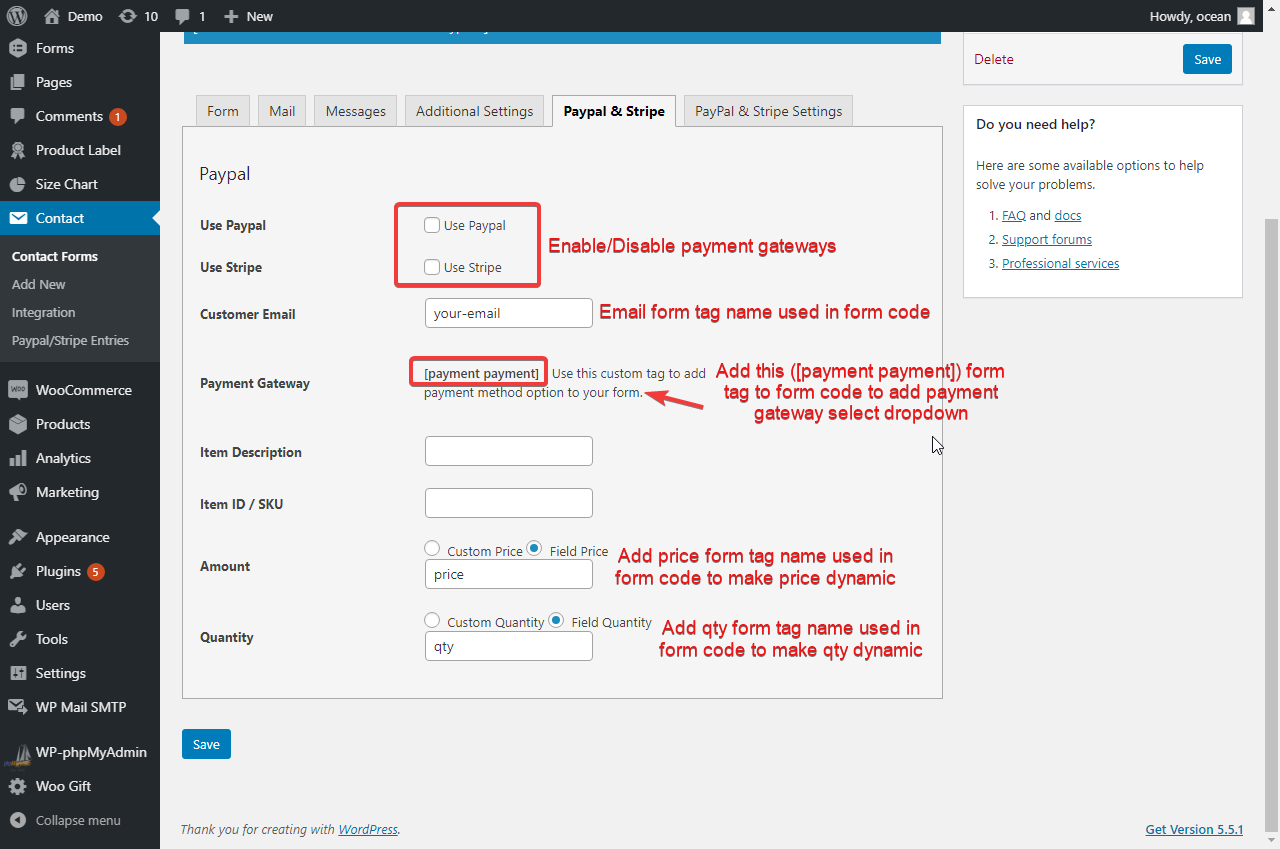 Demo 10 1 New Howdy, ocean
Forms
Pages
Comments 1
Product Label
Size Chart
Contact
Contact Forms
Add New
Integration
Paypal/Stripe Entries
WooCommerce
Products
Analytics
Marketing
Appearance
Plugins 5
Users
Tools
Settings
WP Mail SMTP
WP-phpMyAdmin
Woo Gift
Collapse menu
Form Mail Messages Additional Settings Paypal & Stripe PayPal & Stripe Settings
Paypal
Use Paypal Use Paypal
Enable/Disable payment gateways
Use Stripe Use Stripe
Customer Email your-email Email form tag name used in form code
Payment Gateway [payment payment] Use this custom tag to add
payment method option to your form.
Add this ([payment payment]) form
tag to form code to add payment
gateway select dropdown
Item Description
Item ID / SKU
Amount Custom Price Field Price
price
Add price form tag name used in
form code to make price dynamic
Quantity Custom Quantity Field Quantity
qty
Add qty form tag name used in
form code to make qty dynamic
Save
Delete Save
Do you need help?
Here are some available options to help
solve your problems.
1. FAQ and docs
2. Support forums
3. Professional services
Thank you for creating with WordPress. Get Version 5.5.1